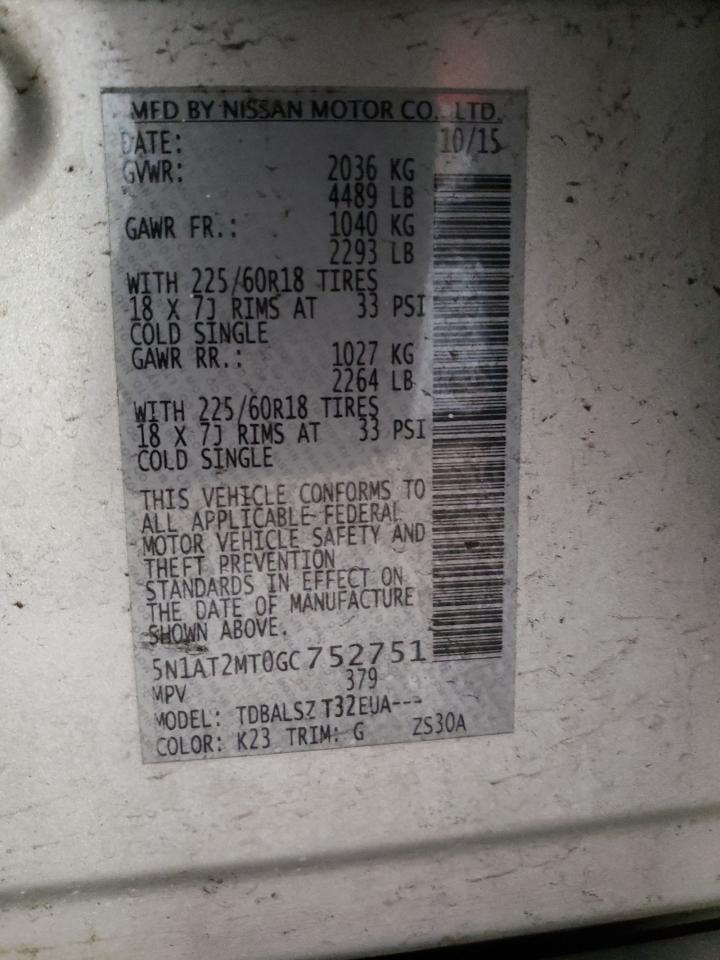 MFD BY NISSAN MOTOR CO. LTD.
DATE: 10/15
GVWR: 2036 KG
4489 LB
GAWR FR.: 1040 KG
2293 LB
WITH 225/60R18 TIRES
18 X 7J RIMS AT 33 PSI
COLD SINGLE
GAWR RR.: 1027 KG
2264 LB
WITH 225/60R18 TIRES
18 X 7J RIMS AT 33 PSI
COLD SINGLE
THIS VEHICLE CONFORMS TO
ALL APPLICABLE FEDERAL
MOTOR VEHICLE SAFETY AND
THEFT PREVENTION
STANDARDS IN EFFECT ON
THE DATE OF MANUFACTURE
SHOWN ABOVE.
5N1AT2MT0GC752751
MPV 379
MODEL: TDBALSZ T32EUA---
COLOR: K23 TRIM: G ZS30A